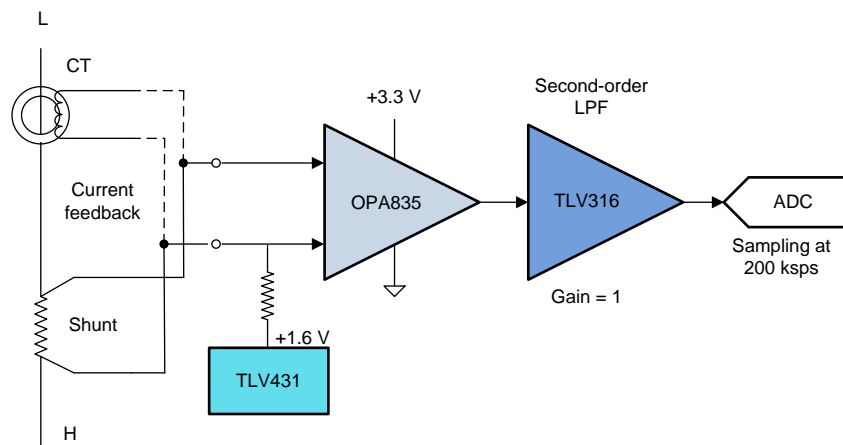 L
CT
Current
feedback
Shunt
H
+3.3 V
OPA835
+1.6 V
TLV431
Second-order
LPF
TLV316
Gain = 1
ADC
Sampling at
200 ksps